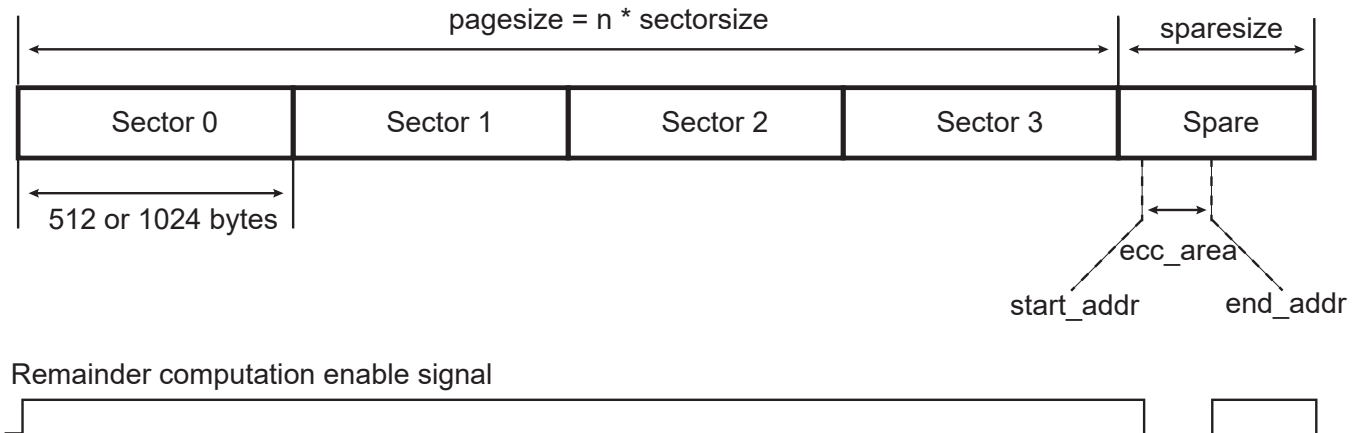 pagesize = n * sectorsize
sparesize
Sector 0
Sector 1
Sector 2
Sector 3
Spare
512 or 1024 bytes
ecc_area
start_addr
end_addr
Remainder computation enable signal